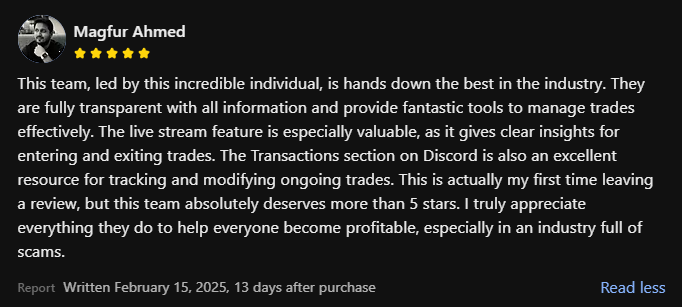 Magfur Ahmed
This team, led by this incredible individual, is hands down the best in the industry. They
are fully transparent with all information and provide fantastic tools to manage trades
effectively. The live stream feature is especially valuable, as it gives clear insights for
entering and exiting trades. The Transactions section on Discord is also an excellent
resource for tracking and modifying ongoing trades. This is actually my first time leaving
a review, but this team absolutely deserves more than 5 stars. I truly appreciate
everything they do to help everyone become profitable, especially in an industry full of
scams.
Report Written February 15, 2025, 13 days after purchase Read less